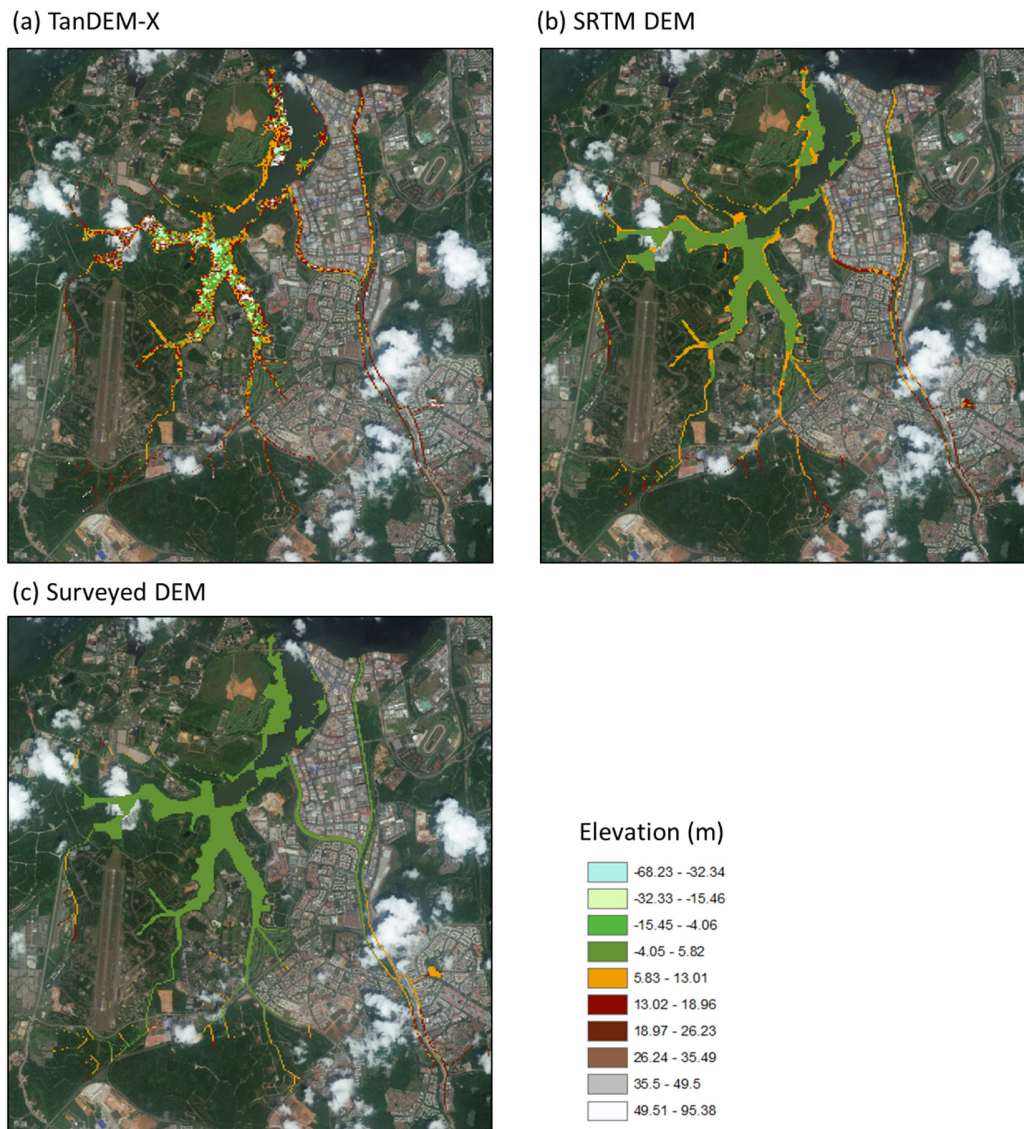 (a) TanDEM-X
(b) SRTM DEM
(c) Surveyed DEM
Elevation (m)
-68.23 - -32.34
-32.33 - -15.46
-15.45 - -4.06
-4.05 - 5.82
5.83 - 13.01
13.02 - 18.96
18.97 - 26.23
26.24 - 35.49
35.5 - 49.5
49.51 - 95.38